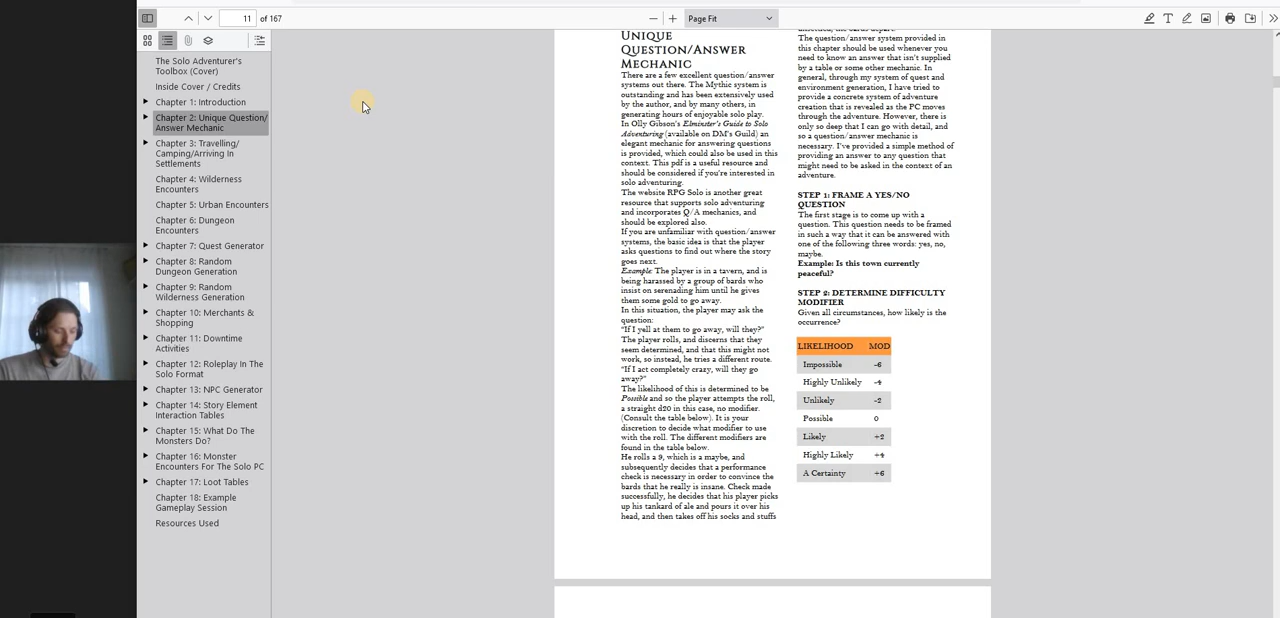 11 of 167
Page Fit
The Solo Adventurer's
Toolbox (Cover)
Inside Cover / Credits
Chapter 1: Introduction
Chapter 2: Unique Question/
Answer Mechanic
Chapter 3: Travelling/
Camping/Arriving In
Settlements
Chapter 4: Wilderness
Encounters
Chapter 5: Urban Encounters
Chapter 6: Dungeon
Encounters
Chapter 7: Quest Generator
Chapter 8: Random
Dungeon Generation
Chapter 9: Random
Wilderness Generation
Chapter 10: Merchants &
Shopping
Chapter 11: Downtime
Activities
Chapter 12: Roleplay In The
Solo Format
Chapter 13: NPC Generator
Chapter 14: Story Element
Interaction Tables
Chapter 15: What Do The
Monsters Do?
Chapter 16: Monster
Encounters For The Solo PC
Chapter 17: Loot Tables
Chapter 18: Example
Gameplay Session
Resources Used
UNIQUE
QUESTION/ANSWER
MECHANIC
There are a few excellent question/answer
systems out there. The Mythic system is
outstanding and has been extensively used
by the author, and by many others, in
generating hours of enjoyable solo play.
In Olly Gibson's Elminster's Guide to Solo
Adventuring (available on DM's Guild) an
elegant mechanic for answering questions
is provided, which could also be used in this
context. This pdf is a useful resource and
should be considered if you're interested in
solo adventuring.
The website RPG Solo is another great
resource that supports solo adventuring
and incorporates Q/A mechanics, and
should be explored also.
If you are unfamiliar with question/answer
systems, the basic idea is that the player
asks questions to find out where the story
goes next.
Example: The player is in a tavern, and is
being harassed by a group of bards who
insist on serenading him until he gives
them some gold to go away.
In this situation, the player may ask the
question:
"If I yell at them to go away, will they?"
The player rolls, and discerns that they
seem determined, and that this might not
work, so instead, he tries a different route.
"If I act completely crazy, will they go
away?"
The likelihood of this is determined to be
Possible and so the player attempts the roll,
a straight d20 in this case, no modifier.
(Consult the table below). It is your
discretion to decide what modifier to use
with the roll. The different modifiers are
found in the table below.
He rolls a 9, which is a maybe, and
subsequently decides that a performance
check is necessary in order to convince the
bards that he really is insane. Check made
successfully, he decides that his player picks
up his tankard of ale and pours it over his
head, and then takes off his socks and stuffs
The question/answer system provided in
this chapter should be used whenever you
need to know an answer that isn't supplied
by a table or some other mechanic. In
general, through my system of quest and
environment generation, I have tried to
provide a concrete system of adventure
creation that is revealed as the PC moves
through the adventure. However, there is
only so deep that I can go with detail, and
so a question/answer mechanic is
necessary. I've provided a simple method of
providing an answer to any question that
might need to be asked in the context of an
adventure.
STEP 1: FRAME A YES/NO
QUESTION
The first stage is to come up with a
question. This question needs to be framed
in such a way that it can be answered with
one of the following three words: yes, no,
maybe.
Example: Is this town currently
peaceful?
STEP 2: DETERMINE DIFFICULTY
MODIFIER
Given all circumstances, how likely is the
occurrence?
LIKELIHOOD MOD
Impossible -6
Highly Unlikely -4
Unlikely -2
Possible 0
Likely +2
Highly Likely +4
A Certainty +6